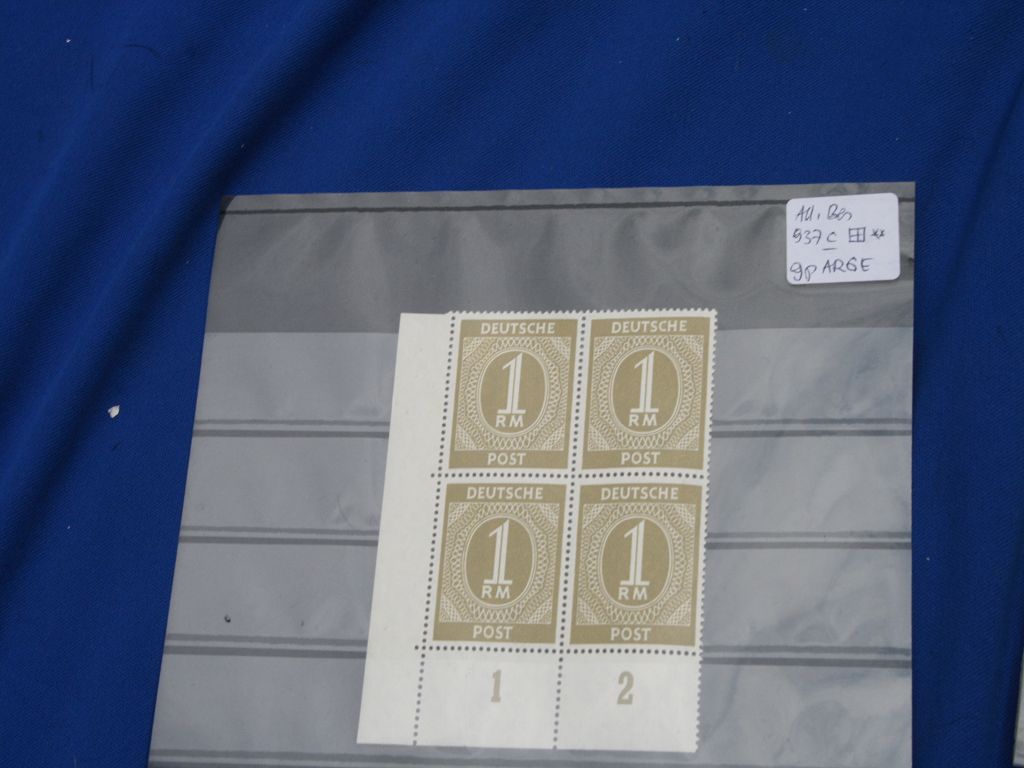 All. Bes
937 c **
gp ARGE
DEUTSCHE DEUTSCHE
1 1
RM RM
POST POST
DEUTSCHE DEUTSCHE
1 1
RM RM
POST POST
1 2